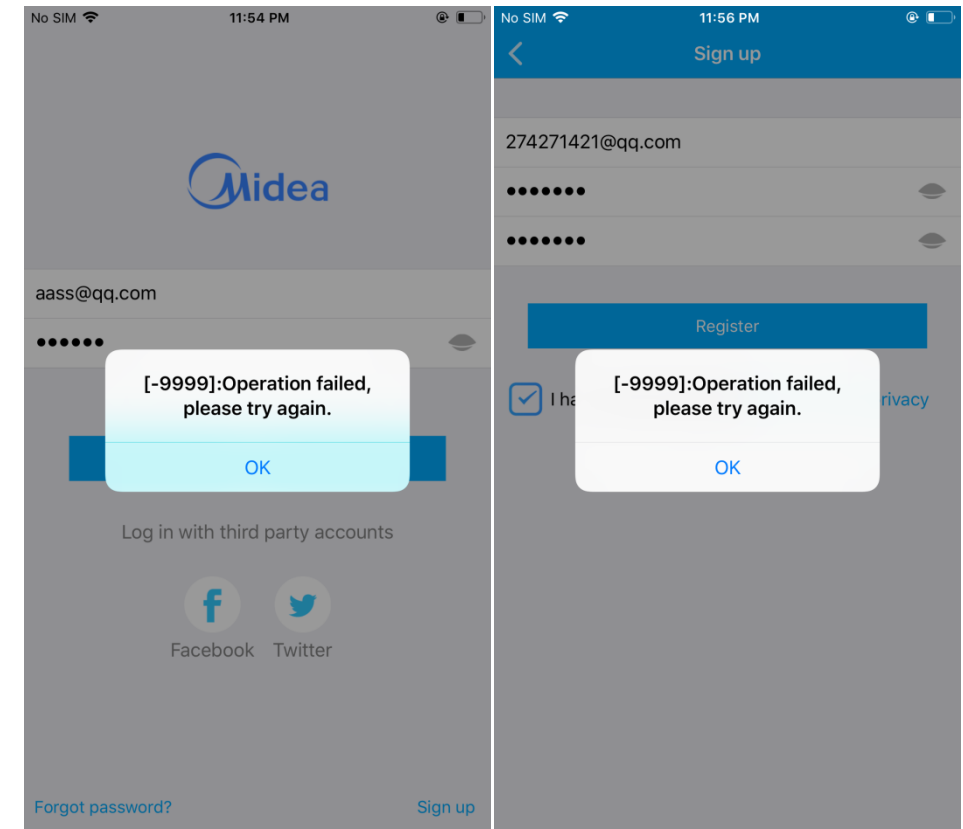 No SIM 11:54 PM
Midea
aass@qq.com
••••••
[-9999]:Operation failed,
please try again.
OK
Log in with third party accounts
Facebook Twitter
Forgot password? Sign up
No SIM 11:56 PM
Sign up
274271421@qq.com
•••••••
•••••••
Register
I ha
[-9999]:Operation failed,
please try again.
rivacy
OK